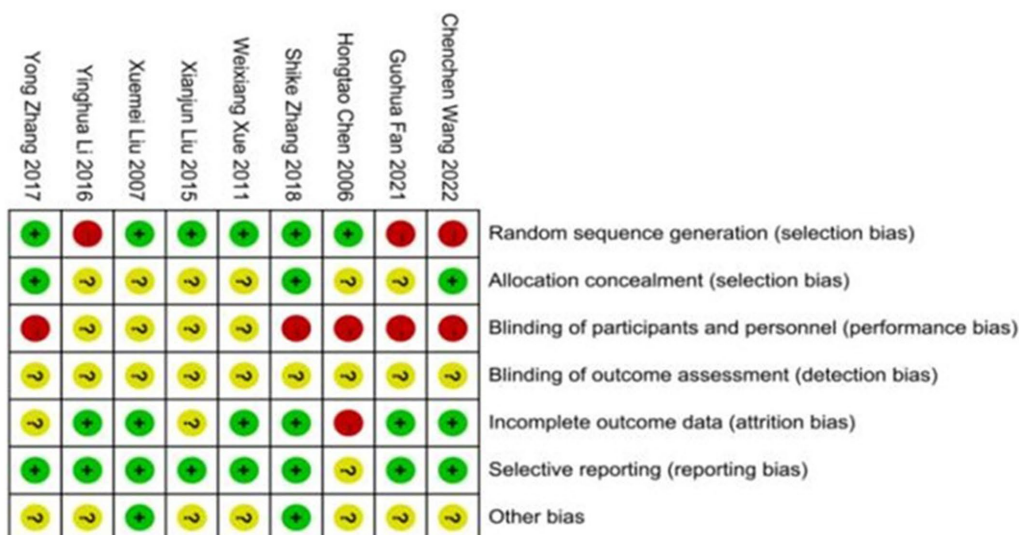 Yong Zhang 2017
Yinghua Li 2016
Xuemei Liu 2007
Xianjun Liu 2015
Weixiang Xue 2011
Shike Zhang 2018
Hongtao Chen 2006
Guohua Fan 2021
Chenchen Wang 2022
+ - + + + + + - - Random sequence generation (selection bias)
+ ? ? ? ? + ? ? + Allocation concealment (selection bias)
- ? ? ? ? - - - - Blinding of participants and personnel (performance bias)
? ? ? ? ? ? ? ? ? Blinding of outcome assessment (detection bias)
? + + ? + + - + + Incomplete outcome data (attrition bias)
+ + + + + + ? + + Selective reporting (reporting bias)
? ? + ? ? + ? ? ? Other bias